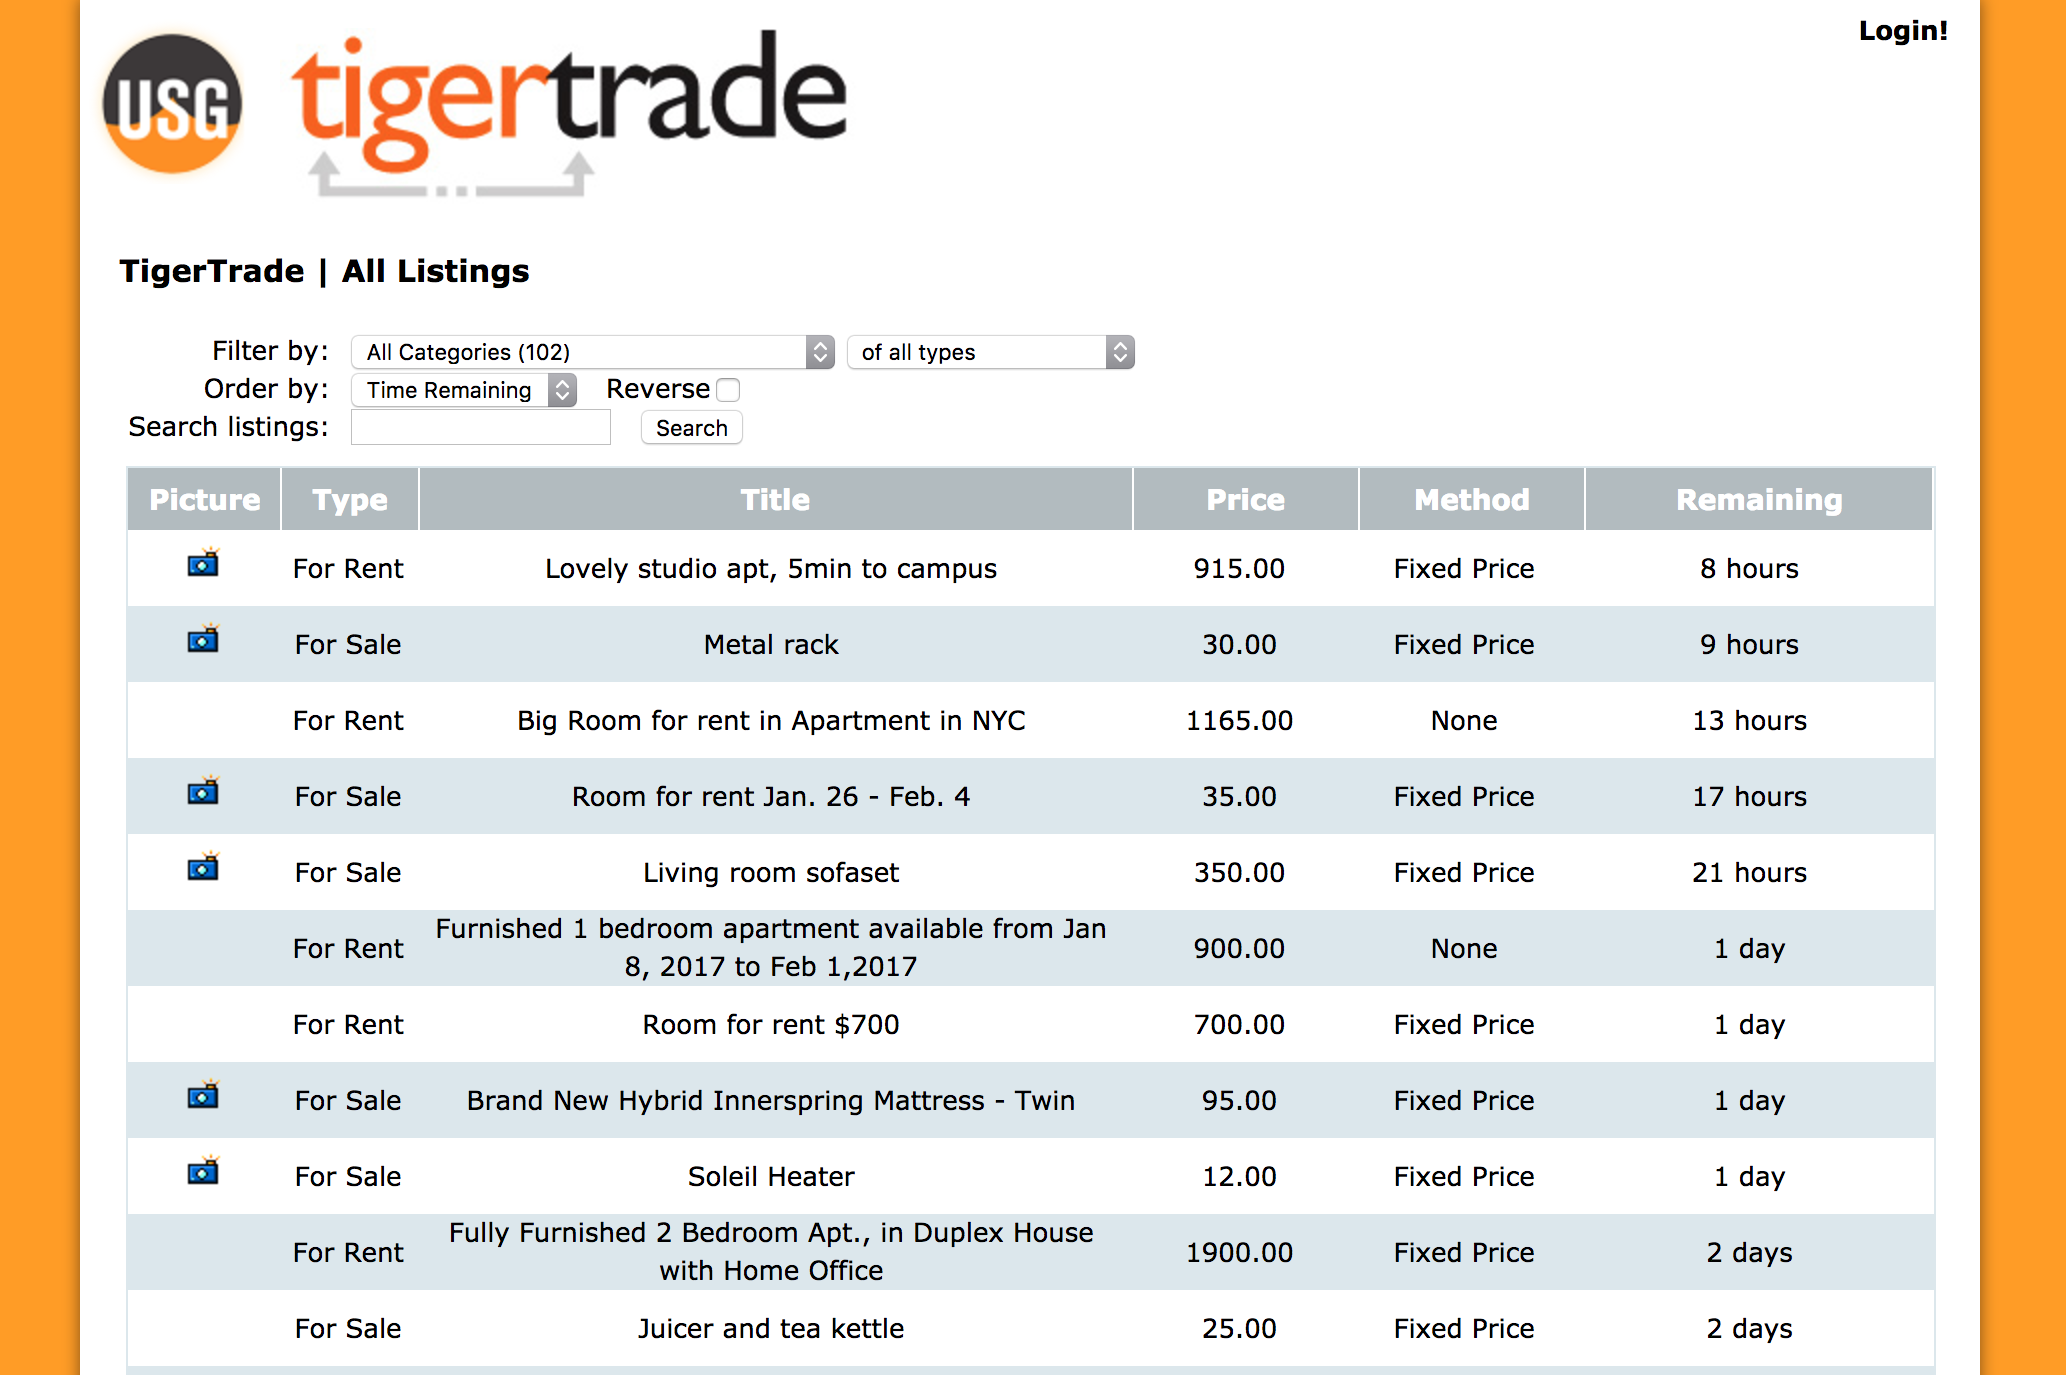 Login!
USG
tigertrade
TigerTrade | All Listings
Filter by: All Categories (102) of all types
Order by: Time Remaining Reverse
Search listings: Search
Picture Type Title Price Method Remaining
For Rent Lovely studio apt, 5min to campus 915.00 Fixed Price 8 hours
For Sale Metal rack 30.00 Fixed Price 9 hours
For Rent Big Room for rent in Apartment in NYC 1165.00 None 13 hours
For Sale Room for rent Jan. 26 - Feb. 4 35.00 Fixed Price 17 hours
For Sale Living room sofaset 350.00 Fixed Price 21 hours
Furnished 1 bedroom apartment available from Jan
For Rent 8, 2017 to Feb 1,2017 900.00 None 1 day
For Rent Room for rent $700 700.00 Fixed Price 1 day
For Sale Brand New Hybrid Innerspring Mattress - Twin 95.00 Fixed Price 1 day
For Sale Soleil Heater 12.00 Fixed Price 1 day
Fully Furnished 2 Bedroom Apt., in Duplex House
For Rent with Home Office 1900.00 Fixed Price 2 days
For Sale Juicer and tea kettle 25.00 Fixed Price 2 days